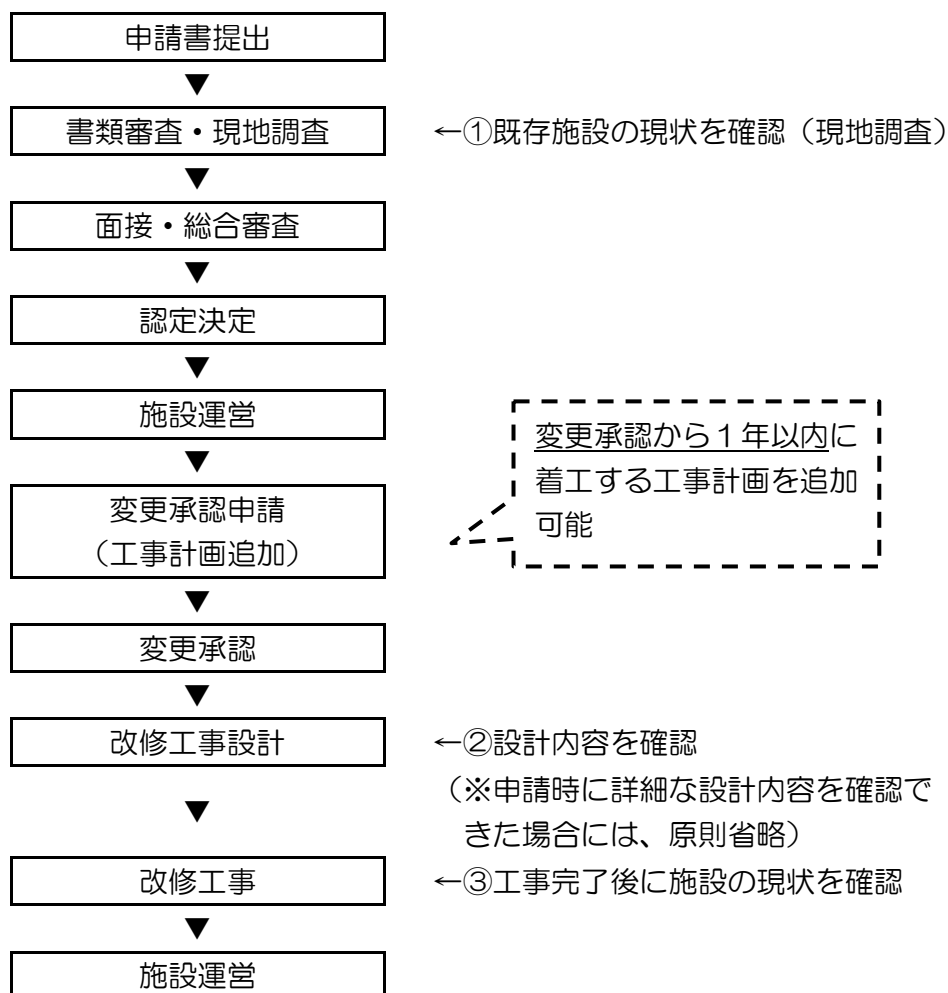 申請書提出
▼
書類審査・現地調査 ←①既存施設の現状を確認（現地調査）
▼
面接・総合審査
▼
認定決定
▼
施設運営
▼
変更承認申請
（工事計画追加）
変更承認から１年以内に
着工する工事計画を追加
可能
▼
変更承認
▼
改修工事設計 ←②設計内容を確認
（※申請時に詳細な設計内容を確認で
きた場合には、原則省略）
▼
改修工事 ←③工事完了後に施設の現状を確認
▼
施設運営